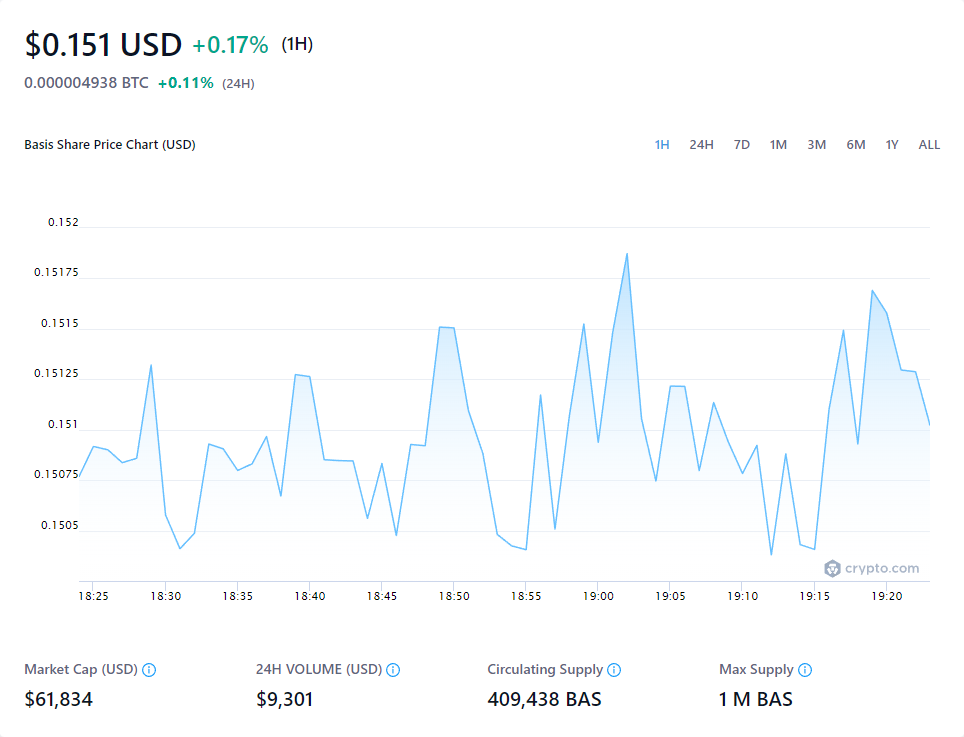 $0.151 USD +0.17% (1H)
0.000004938 BTC +0.11% (24H)
Basis Share Price Chart (USD) 1H 24H 7D 1M 3M 6M 1Y ALL
0.152
0.15175
0.1515
0.15125
0.151
0.15075
0.1505
crypto.com
18:25 18:30 18:35 18:40 18:45 18:50 18:55 19:00 19:05 19:10 19:15 19:20
Market Cap (USD) 24H VOLUME (USD) Circulating Supply Max Supply
$61,834 $9,301 409,438 BAS 1 M BAS